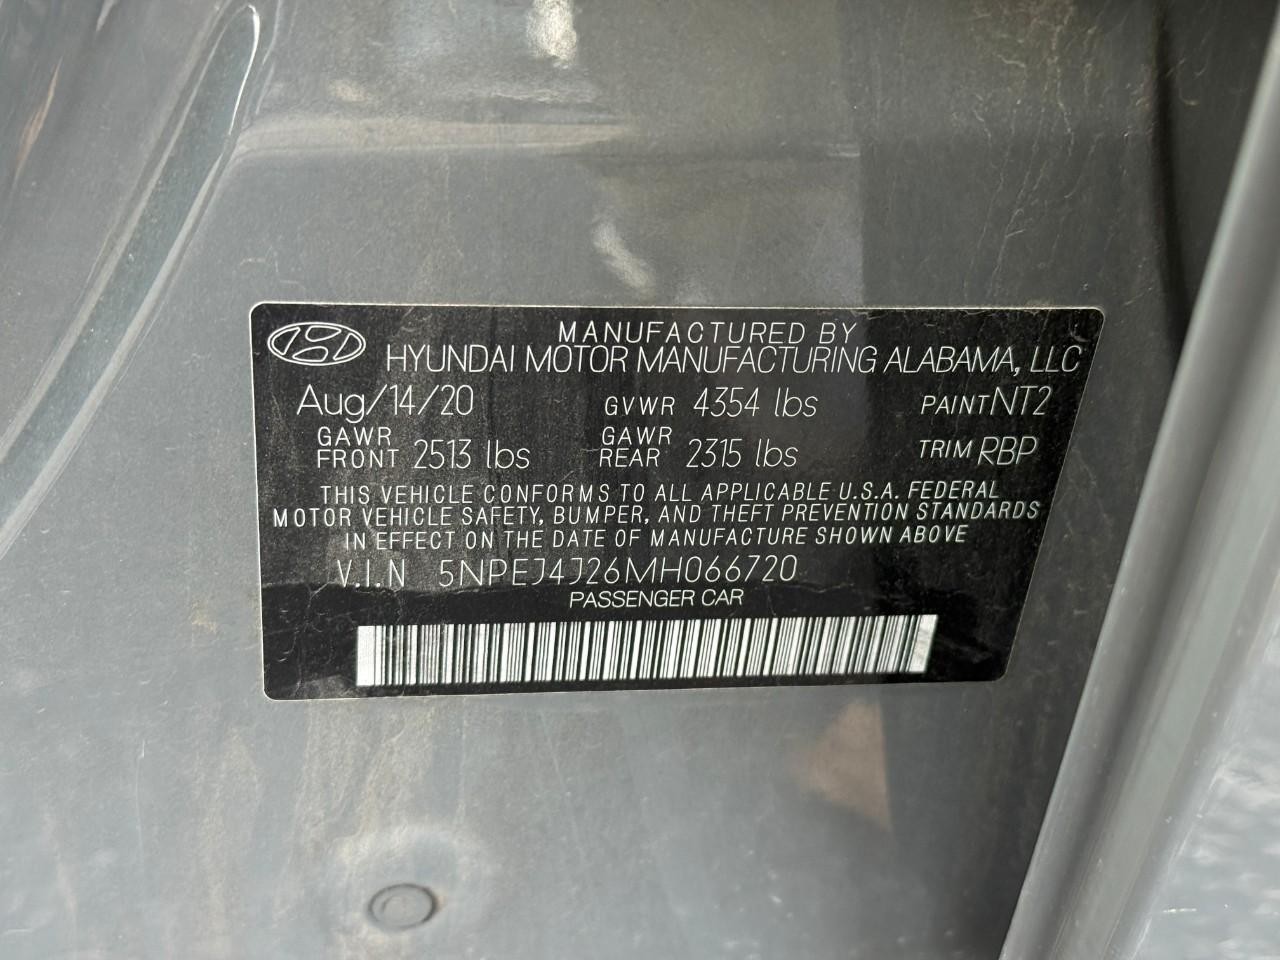 MANUFACTURED BY
HYUNDAI MOTOR MANUFACTURING ALABAMA, LLC
Aug/14/20 GVWR 4354 lbs PAINT NT2
GAWR FRONT 2513 lbs GAWR REAR 2315 lbs TRIM RBP
THIS VEHICLE CONFORMS TO ALL APPLICABLE U.S.A. FEDERAL
MOTOR VEHICLE SAFETY, BUMPER, AND THEFT PREVENTION STANDARDS
IN EFFECT ON THE DATE OF MANUFACTURE SHOWN ABOVE
V.I.N 5NPEJ4J26MH066720
PASSENGER CAR